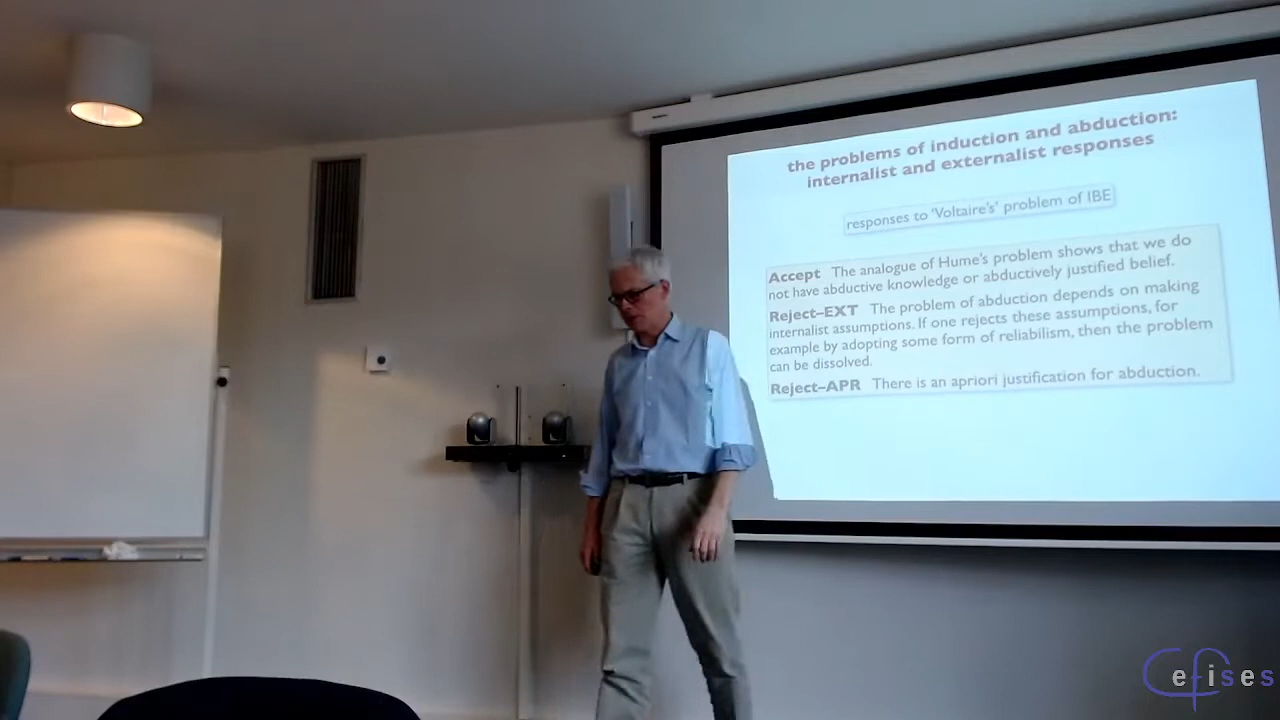 the problems of induction and abduction:
internalist and externalist responses
responses to 'Voltaire's' problem of IBE
Accept The analogue of Hume's problem shows that we do
not have abductive knowledge or abductively justified belief.
Reject–EXT The problem of abduction depends on making
internalist assumptions. If one rejects these assumptions, for
example by adopting some form of reliabilism, then the problem
can be dissolved.
Reject–APR There is an apriori justification for abduction.
Cefises